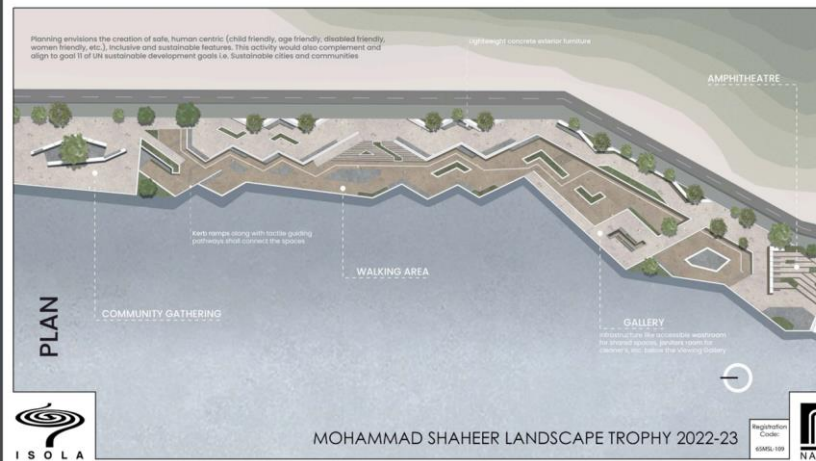 Planning envisions the creation of safe, human centric (child friendly, age friendly, disabled friendly,
women friendly, etc.), inclusive and sustainable features. This activity would also complement and
align to goal 11 of UN sustainable development goals i.e. Sustainable cities and communities
Lightweight concrete exterior furniture
AMPHITHEATRE
Kerb ramps along with tactile guiding
pathways shall connect the spaces
WALKING AREA
COMMUNITY GATHERING
GALLERY
Infrastructure like accessible washroom
for shared spaces, janitors room for
cleaners, etc. below the viewing Gallery
PLAN
ISOLA
MOHAMMAD SHAHEER LANDSCAPE TROPHY 2022-23
Registration
Code:
65MSL-109
NA